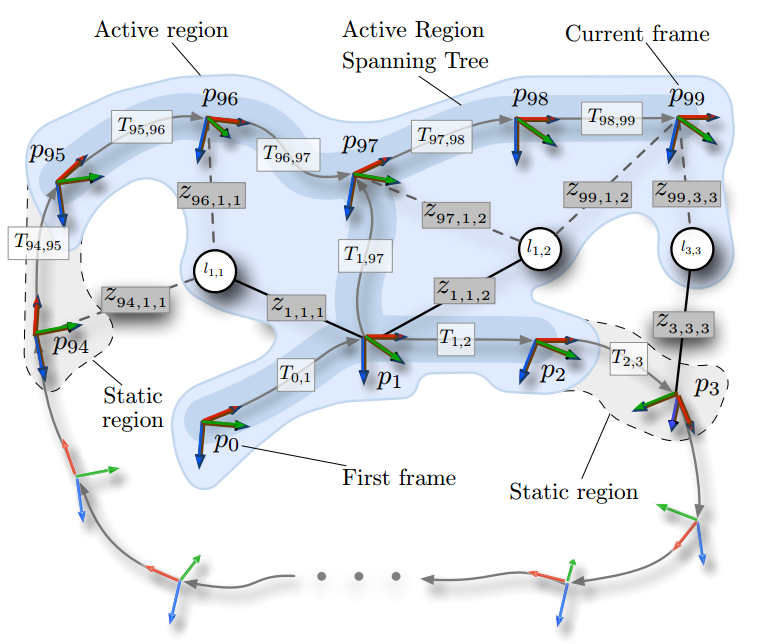 Active region
Active Region
Spanning Tree
Current frame
p96
p98
p99
T95,96
T98,99
T97,98
p95
T96,97
p97
z96,1,1
z99,1,2
z99,3,3
z97,1,2
T94,95
T1,97
l1,1
l1,2
l3,3
z94,1,1
z1,1,1
z1,1,2
z3,3,3
p94
T1,2
T2,3
T0,1
p1
p2
p3
Static
region
p0
First frame
Static region